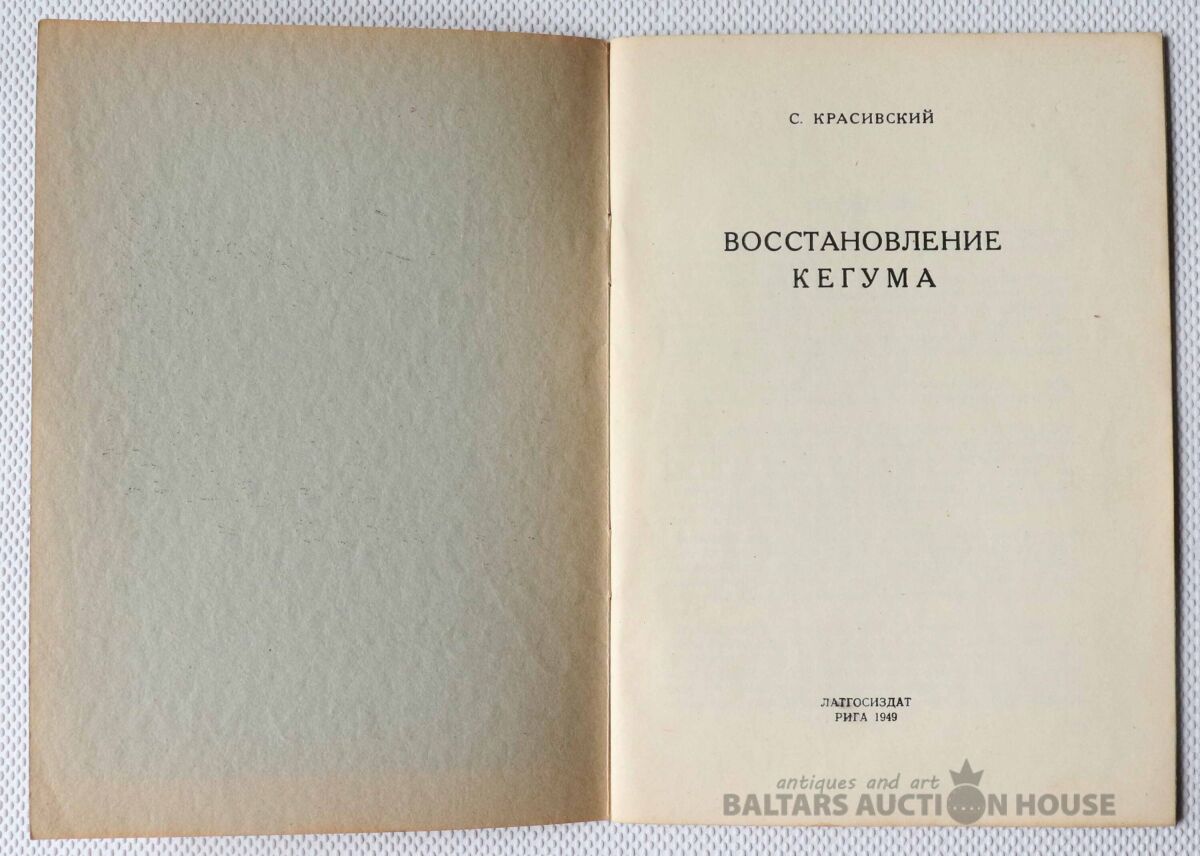 С. КРАСИВСКИЙ
ВОССТАНОВЛЕНИЕ
КЕГУМА
ЛАТГОСИЗДАТ
РИГА 1949
antiques and art
BALTARS AUCTION HOUSE